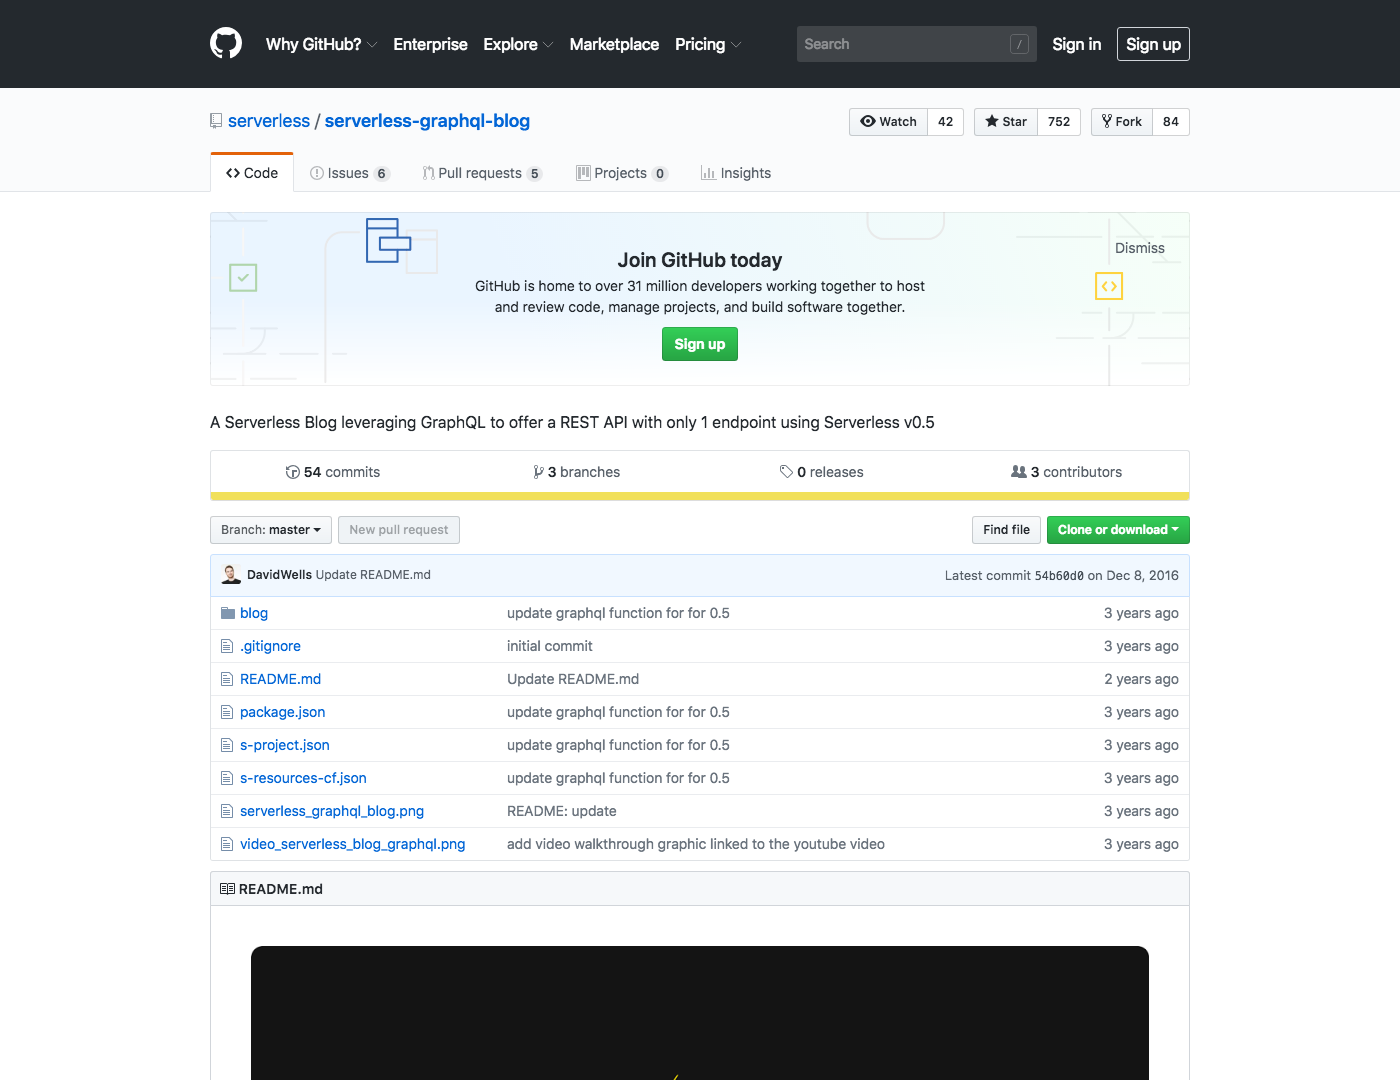 Why GitHub? Enterprise Explore Marketplace Pricing Search / Sign in Sign up
serverless / serverless-graphql-blog Watch 42 Star 752 Fork 84
Code Issues 6 Pull requests 5 Projects 0 Insights
Dismiss
Join GitHub today
GitHub is home to over 31 million developers working together to host
and review code, manage projects, and build software together.
Sign up
A Serverless Blog leveraging GraphQL to offer a REST API with only 1 endpoint using Serverless v0.5
54 commits 3 branches 0 releases 3 contributors
Branch: master New pull request Find file Clone or download
DavidWells Update README.md Latest commit 54b60d0 on Dec 8, 2016
blog update graphql function for for 0.5 3 years ago
.gitignore initial commit 3 years ago
README.md Update README.md 2 years ago
package.json update graphql function for for 0.5 3 years ago
s-project.json update graphql function for for 0.5 3 years ago
s-resources-cf.json update graphql function for for 0.5 3 years ago
serverless_graphql_blog.png README: update 3 years ago
video_serverless_blog_graphql.png add video walkthrough graphic linked to the youtube video 3 years ago
README.md